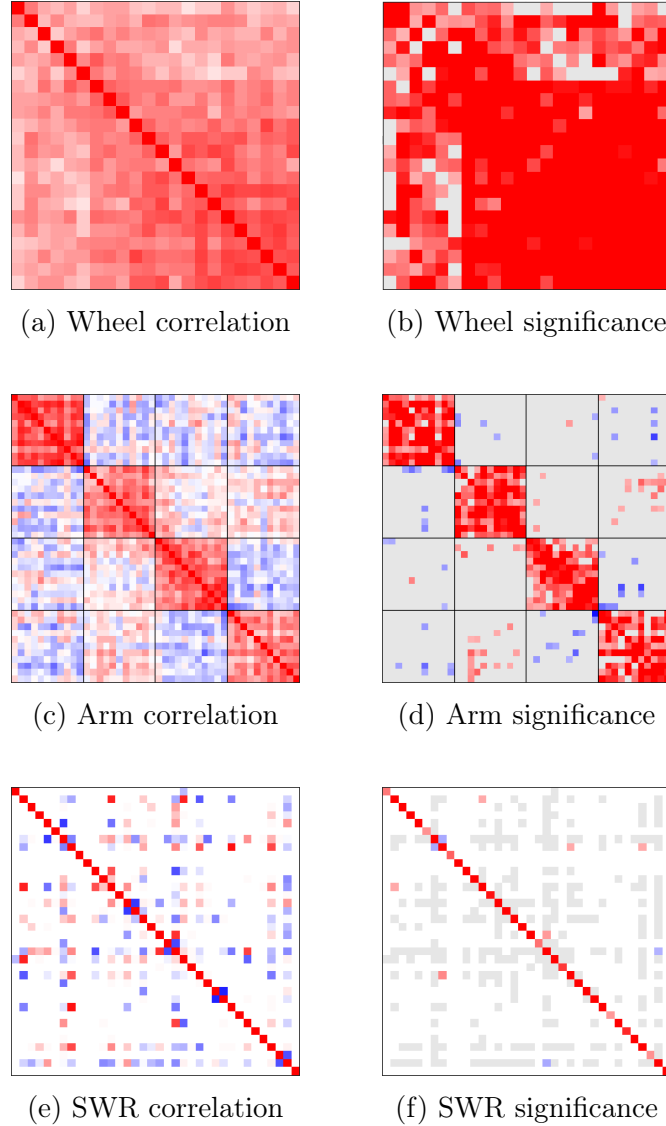 (a) Wheel correlation
(b) Wheel significance
(c) Arm correlation
(d) Arm significance
(e) SWR correlation
(f) SWR significance